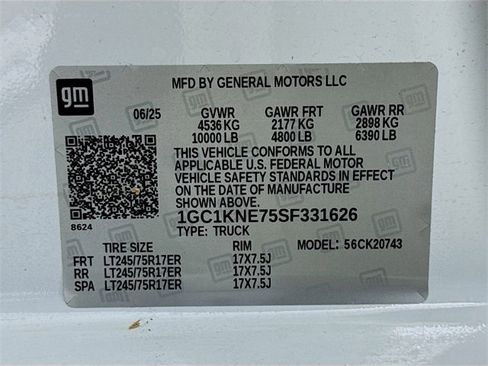 gm
MFD BY GENERAL MOTORS LLC
06/25 GVWR GAWR FRT GAWR RR
4536 KG 2177 KG 2898 KG
10000 LB 4800 LB 6390 LB
THIS VEHICLE CONFORMS TO ALL
APPLICABLE U.S. FEDERAL MOTOR
VEHICLE SAFETY STANDARDS IN EFFECT
ON THE DATE OF MANUFACTURE
SHOWN ABOVE.
8624
1GC1KNE75SF331626
TYPE: TRUCK
TIRE SIZE RIM MODEL: 56CK20743
FRT LT245/75R17ER 17X7.5J
RR LT245/75R17ER 17X7.5J
SPA LT245/75R17ER 17X7.5J